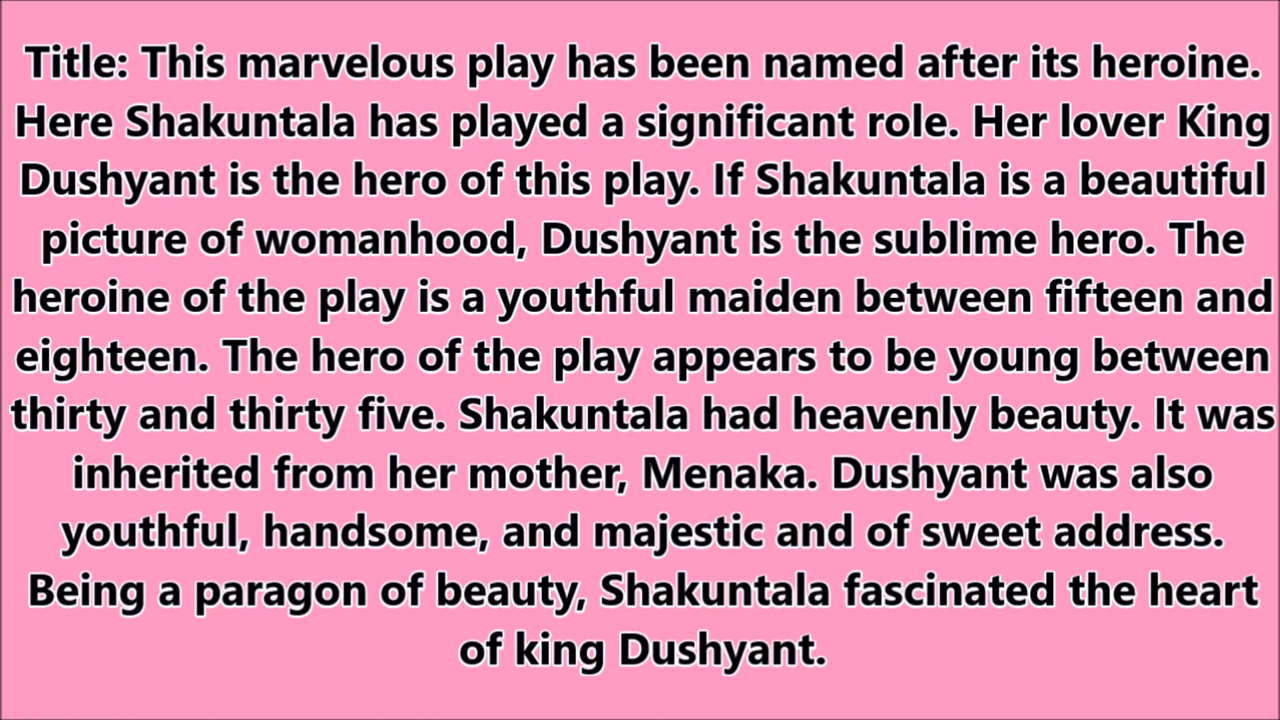 Title: This marvelous play has been named after its heroine.
Here Shakuntala has played a significant role. Her lover King
Dushyant is the hero of this play. If Shakuntala is a beautiful
picture of womanhood, Dushyant is the sublime hero. The
heroine of the play is a youthful maiden between fifteen and
eighteen. The hero of the play appears to be young between
thirty and thirty five. Shakuntala had heavenly beauty. It was
inherited from her mother, Menaka. Dushyant was also
youthful, handsome, and majestic and of sweet address.
Being a paragon of beauty, Shakuntala fascinated the heart
of king Dushyant.